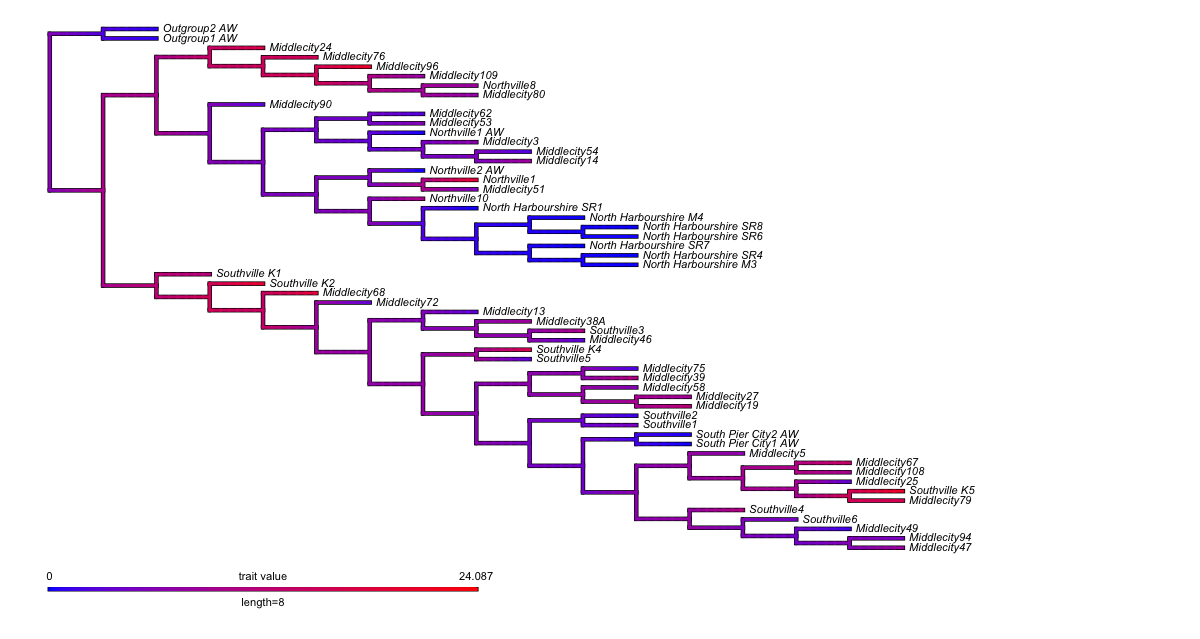 Outgroup2 AW
Outgroup1 AW
Middlecity24
Middlecity76
Middlecity96
Middlecity109
Northville8
Middlecity80
Middlecity90
Middlecity62
Middlecity53
Northville1 AW
Middlecity3
Middlecity54
Middlecity14
Northville2 AW
Northville1
Middlecity51
Northville10
North Harbourshire SR1
North Harbourshire M4
North Harbourshire SR8
North Harbourshire SR6
North Harbourshire SR7
North Harbourshire SR4
North Harbourshire M3
Southville K1
Southville K2
Middlecity68
Middlecity72
Middlecity13
Middlecity38A
Southville3
Middlecity46
Southville K4
Southville5
Middlecity75
Middlecity39
Middlecity58
Middlecity27
Middlecity19
Southville2
Southville1
South Pier City2 AW
South Pier City1 AW
Middlecity5
Middlecity67
Middlecity108
Middlecity25
Southville K5
Middlecity79
Southville4
Southville6
Middlecity49
Middlecity94
Middlecity47
0 trait value 24.087
length=8